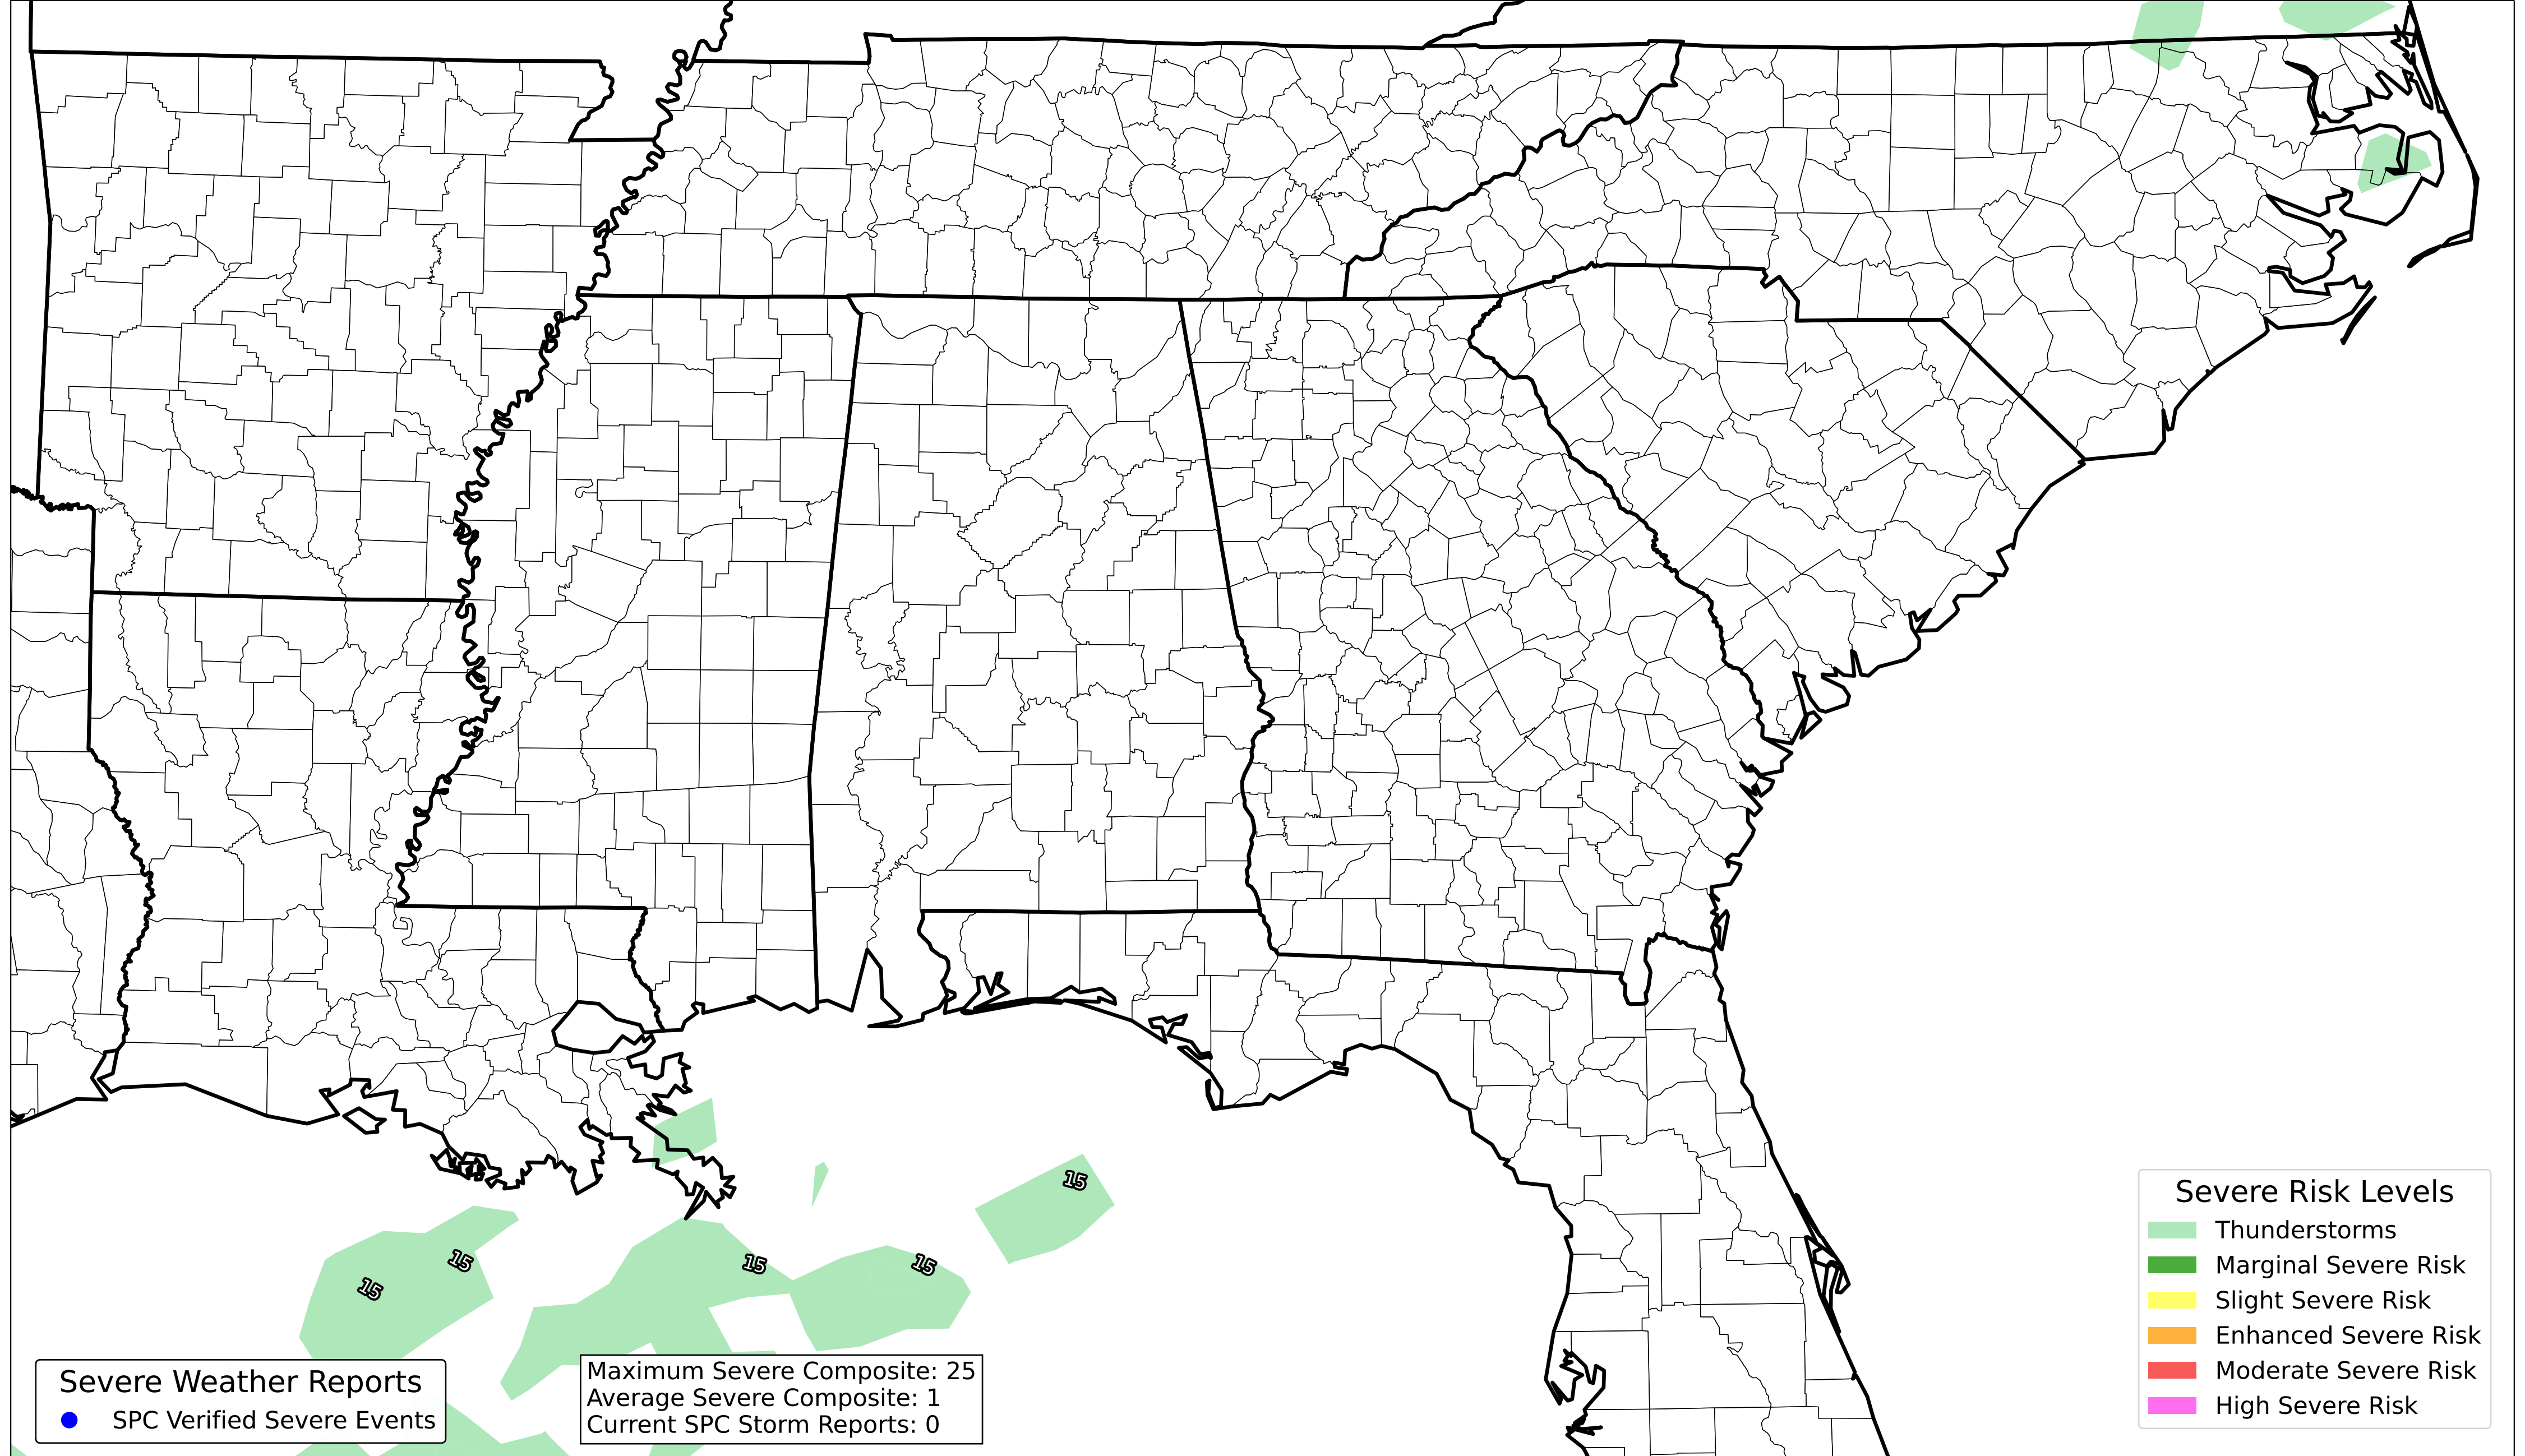 15
15
15
15
15
Severe Weather Reports
SPC Verified Severe Events
Maximum Severe Composite: 25
Average Severe Composite: 1
Current SPC Storm Reports: 0
Severe Risk Levels
Thunderstorms
Marginal Severe Risk
Slight Severe Risk
Enhanced Severe Risk
Moderate Severe Risk
High Severe Risk